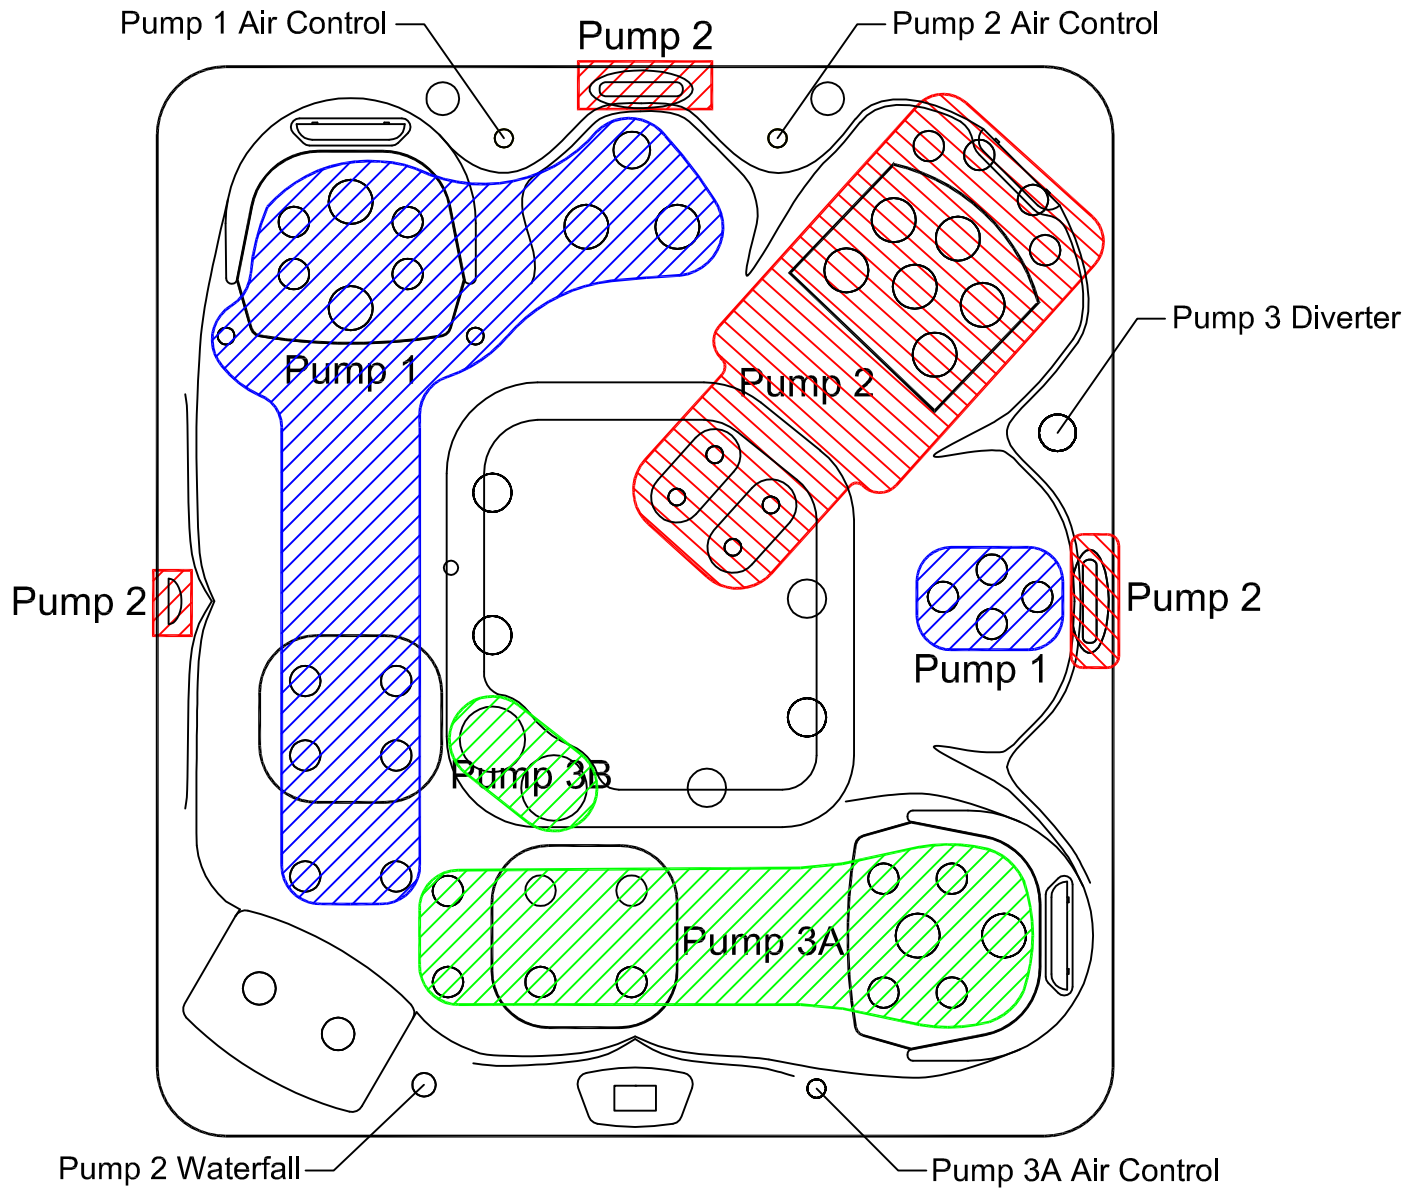 Pump 1 Air Control
Pump 2
Pump 2 Air Control
Pump 3 Diverter
Pump 1
Pump 2
Pump 2
Pump 2
Pump 1
Pump 3B
Pump 3A
Pump 2 Waterfall
Pump 3A Air Control